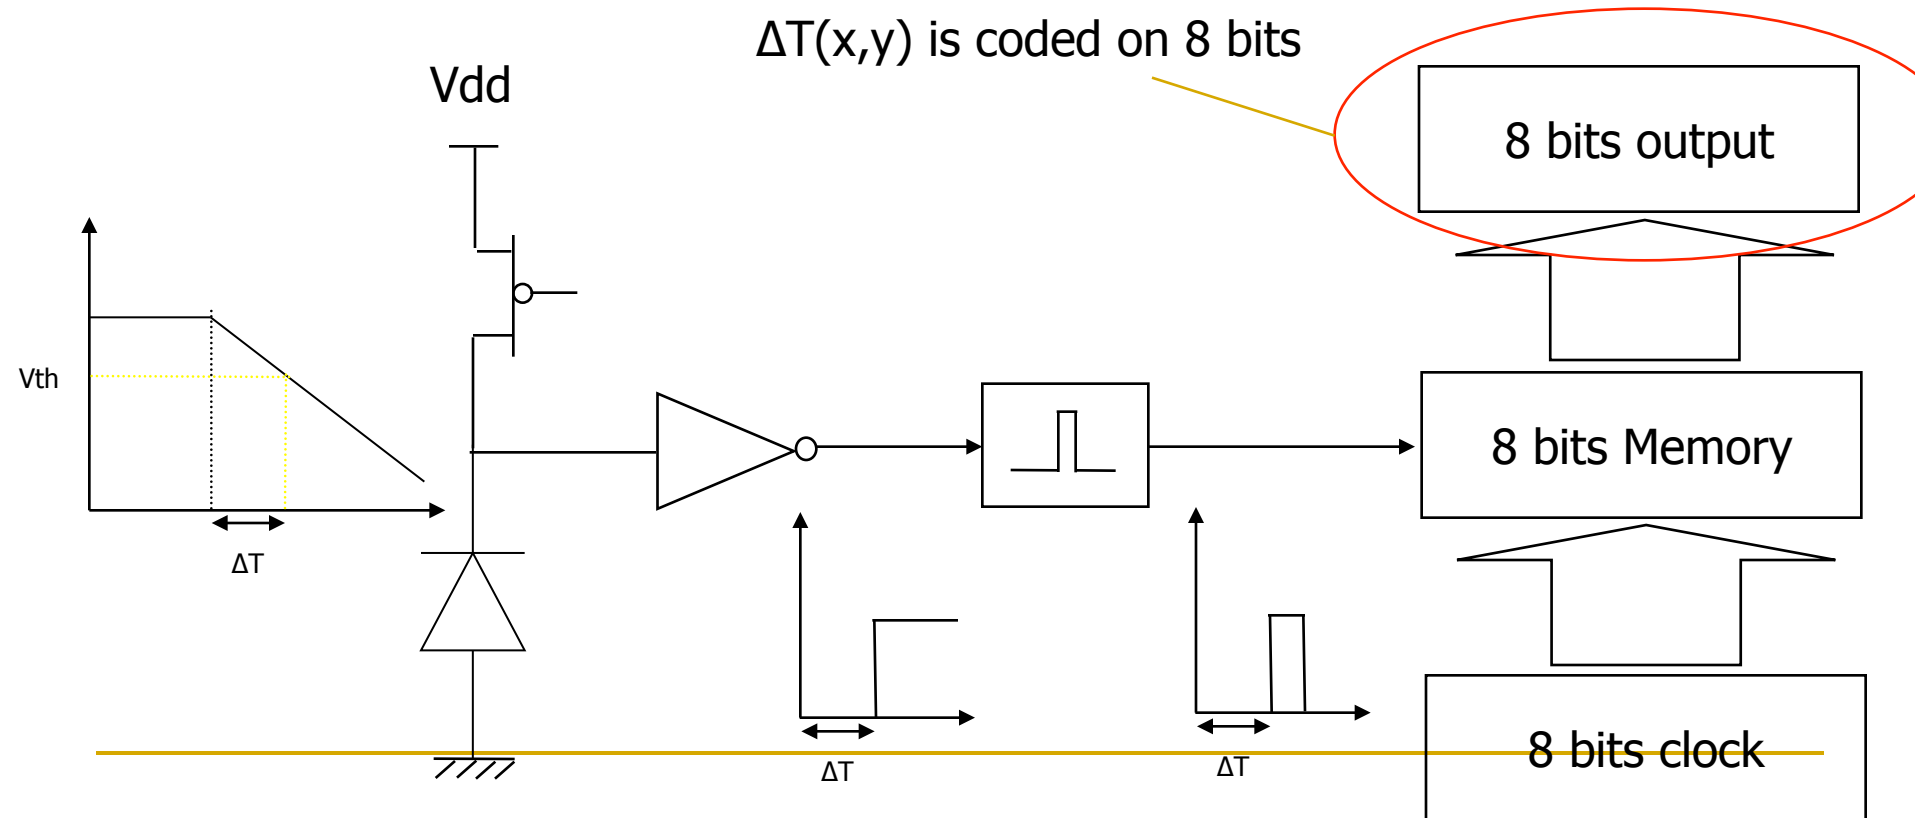 ΔT(x,y) is coded on 8 bits
Vdd
8 bits output
Vth
8 bits Memory
ΔT
8 bits clock
ΔT
ΔT